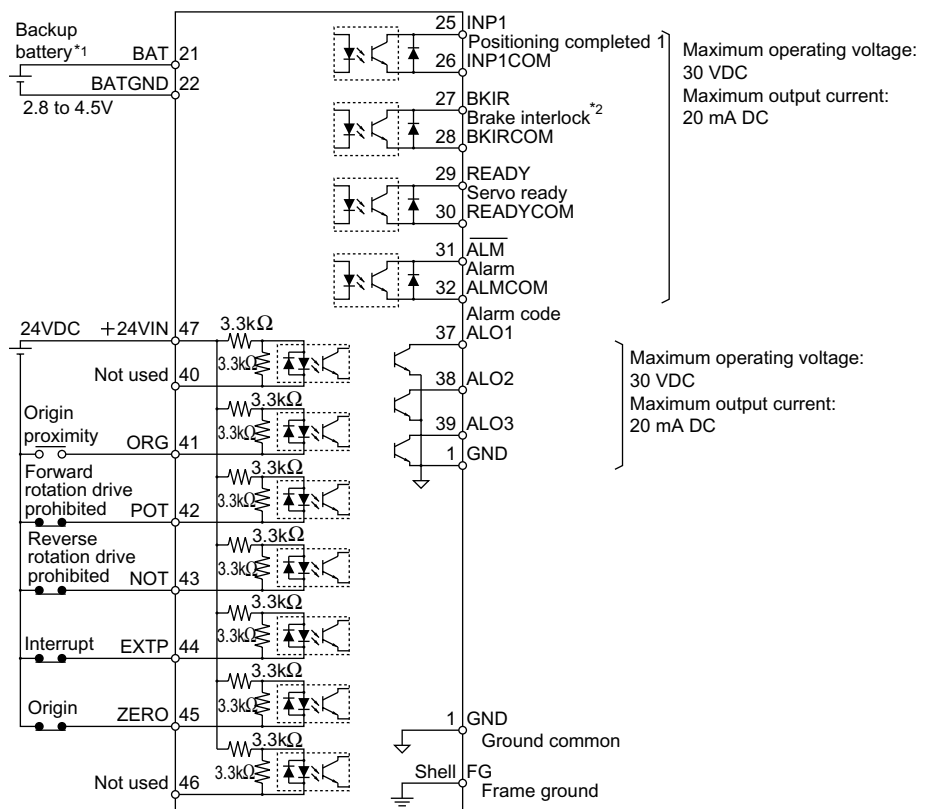 Backup
battery*1
BAT 21
BATGND 22
2.8 to 4.5V
25 INP1
Positioning completed 1
26 INP1COM
27 BKIR
Brake interlock*2
28 BKIRCOM
29 READY
Servo ready
30 READYCOM
31 ALM
Alarm
32 ALMCOM
Maximum operating voltage:
30 VDC
Maximum output current:
20 mA DC
Alarm code
37 ALO1
38 ALO2
39 ALO3
1 GND
Maximum operating voltage:
30 VDC
Maximum output current:
20 mA DC
24VDC +24VIN 47 3.3kΩ
3.3kΩ
Not used 40
3.3kΩ
Origin
proximity
ORG 41
3.3kΩ
3.3kΩ
Forward
rotation drive
prohibited
POT 42
3.3kΩ
3.3kΩ
Reverse
rotation drive
prohibited
NOT 43
3.3kΩ
3.3kΩ
Interrupt EXTP 44
3.3kΩ
3.3kΩ
Origin ZERO 45
3.3kΩ
3.3kΩ
Not used 46
3.3kΩ
1 GND
Ground common
Shell FG
Frame ground